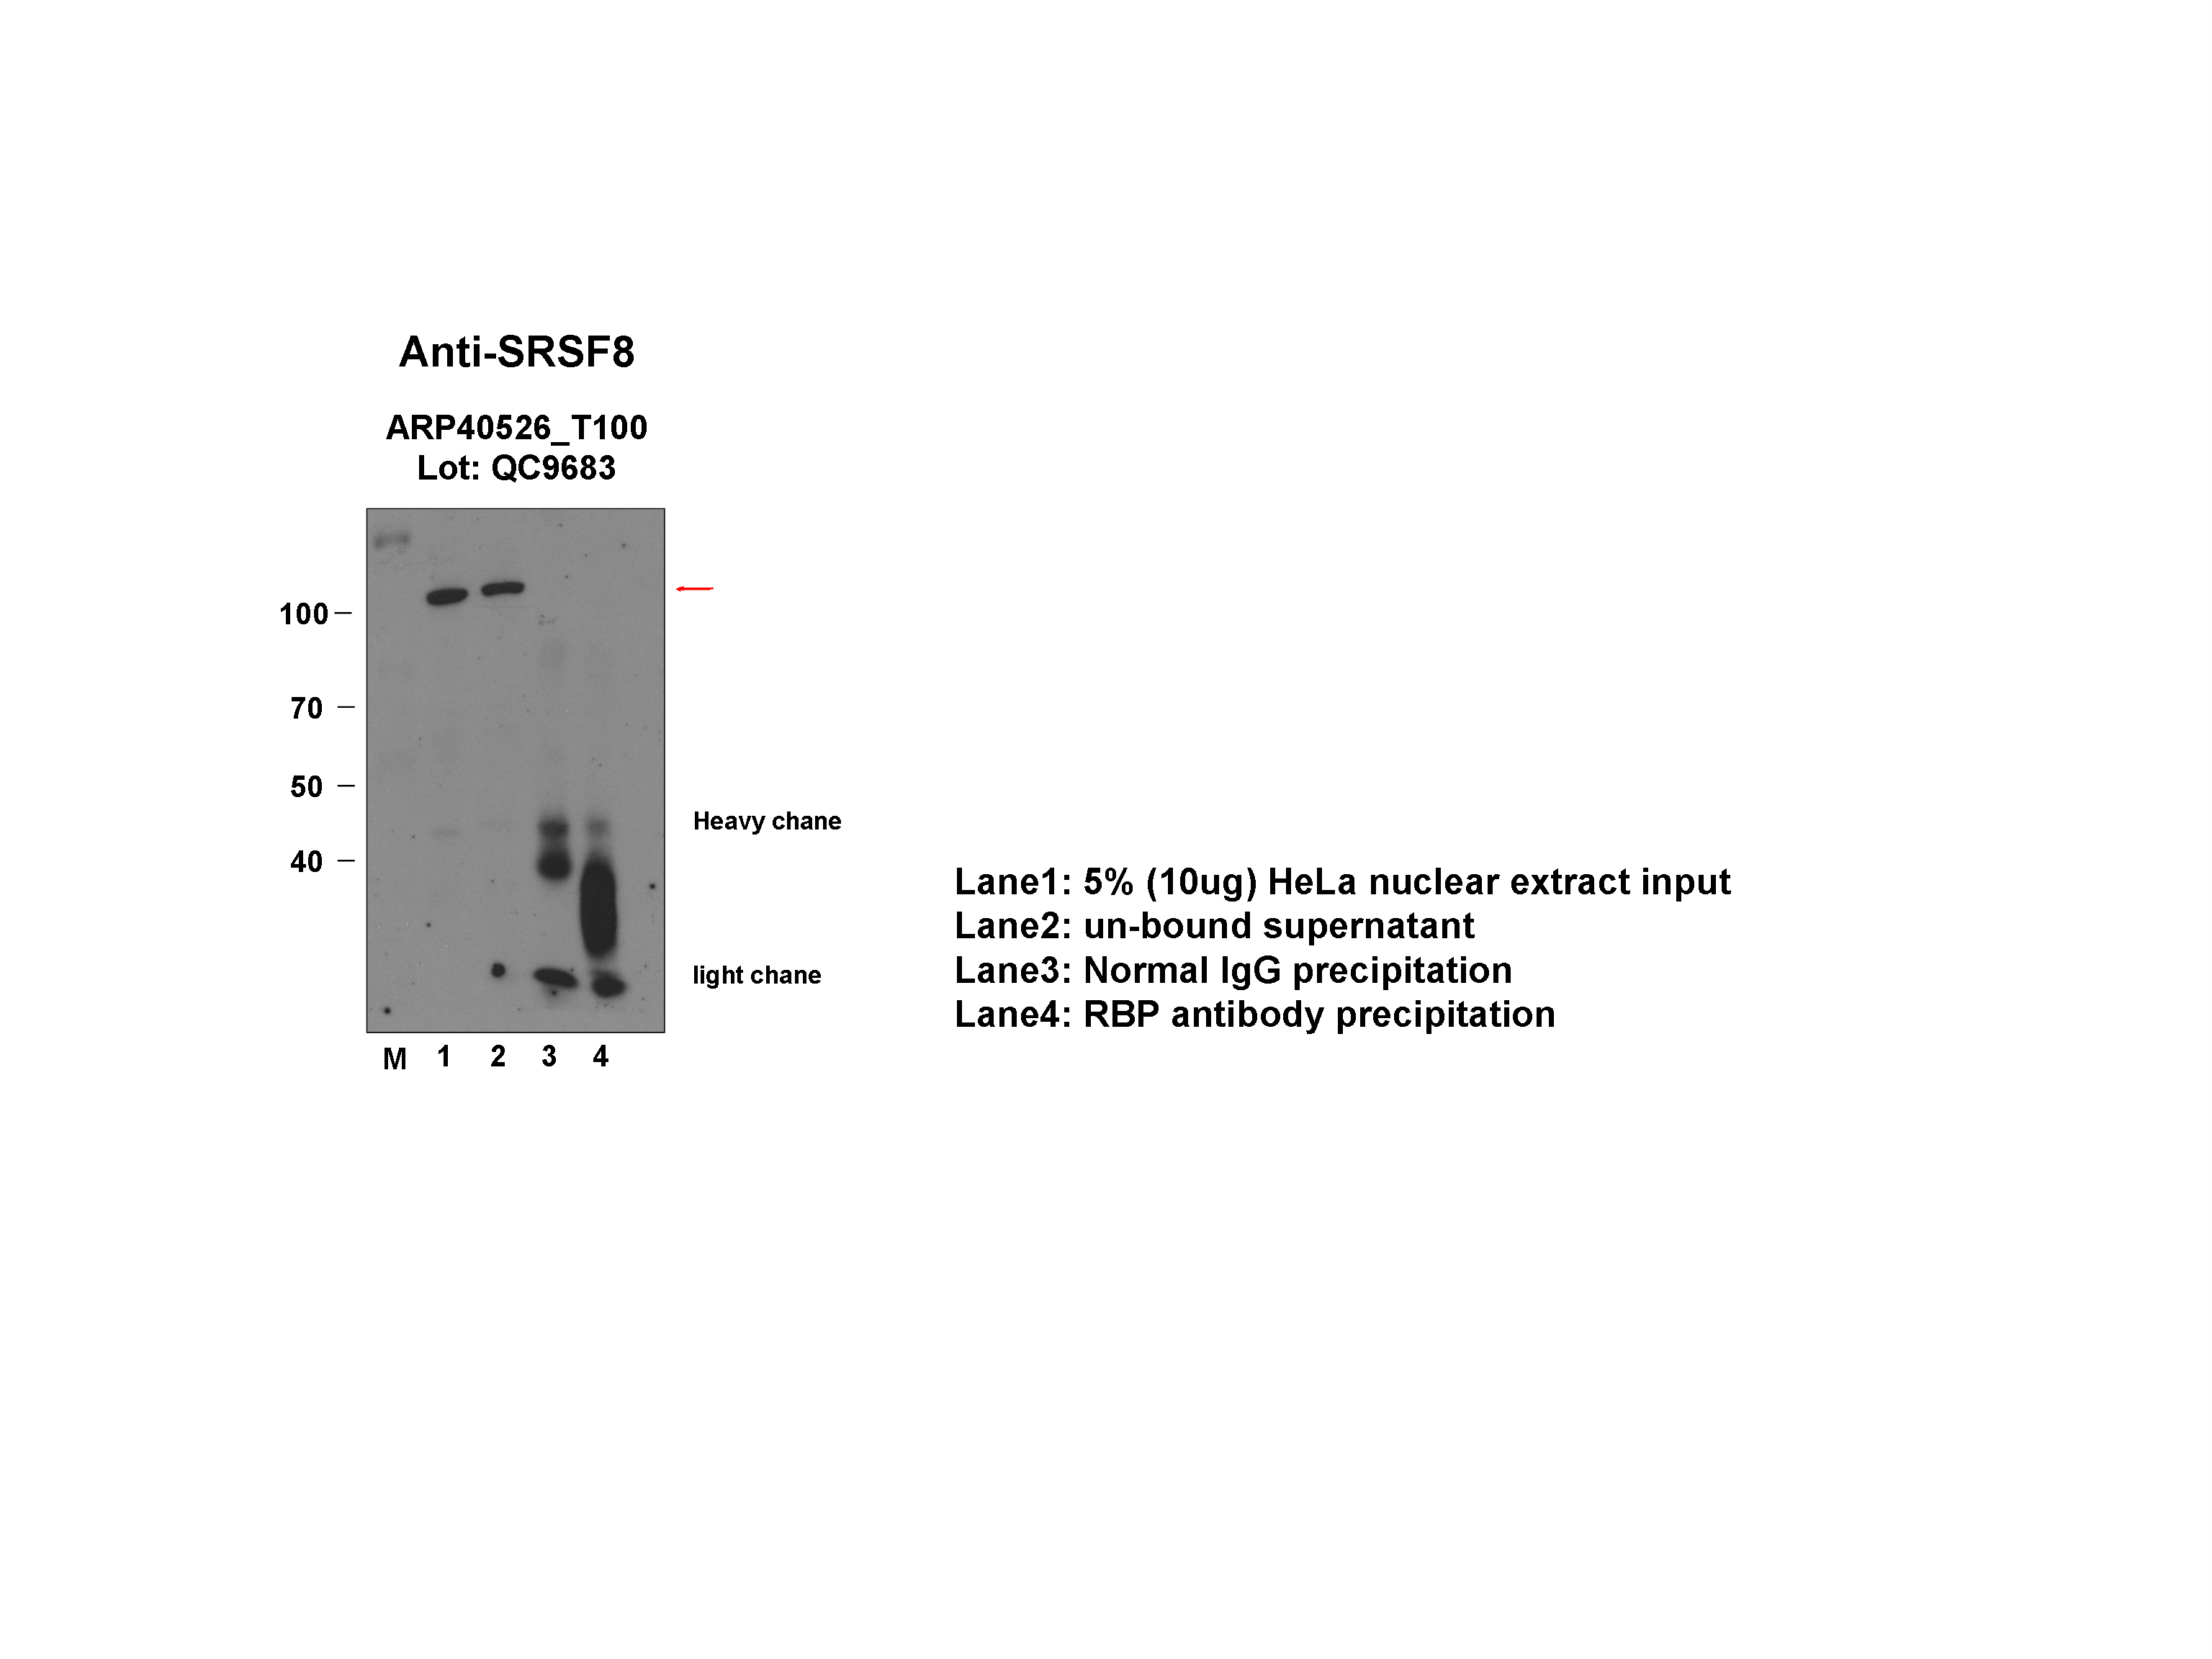 Anti-SRSF8
ARP40526_T100
Lot: QC9683
100
70
50
40
Heavy chane
light chane
M 1 2 3 4
Lane1: 5% (10ug) HeLa nuclear extract input
Lane2: un-bound supernatant
Lane3: Normal IgG precipitation
Lane4: RBP antibody precipitation